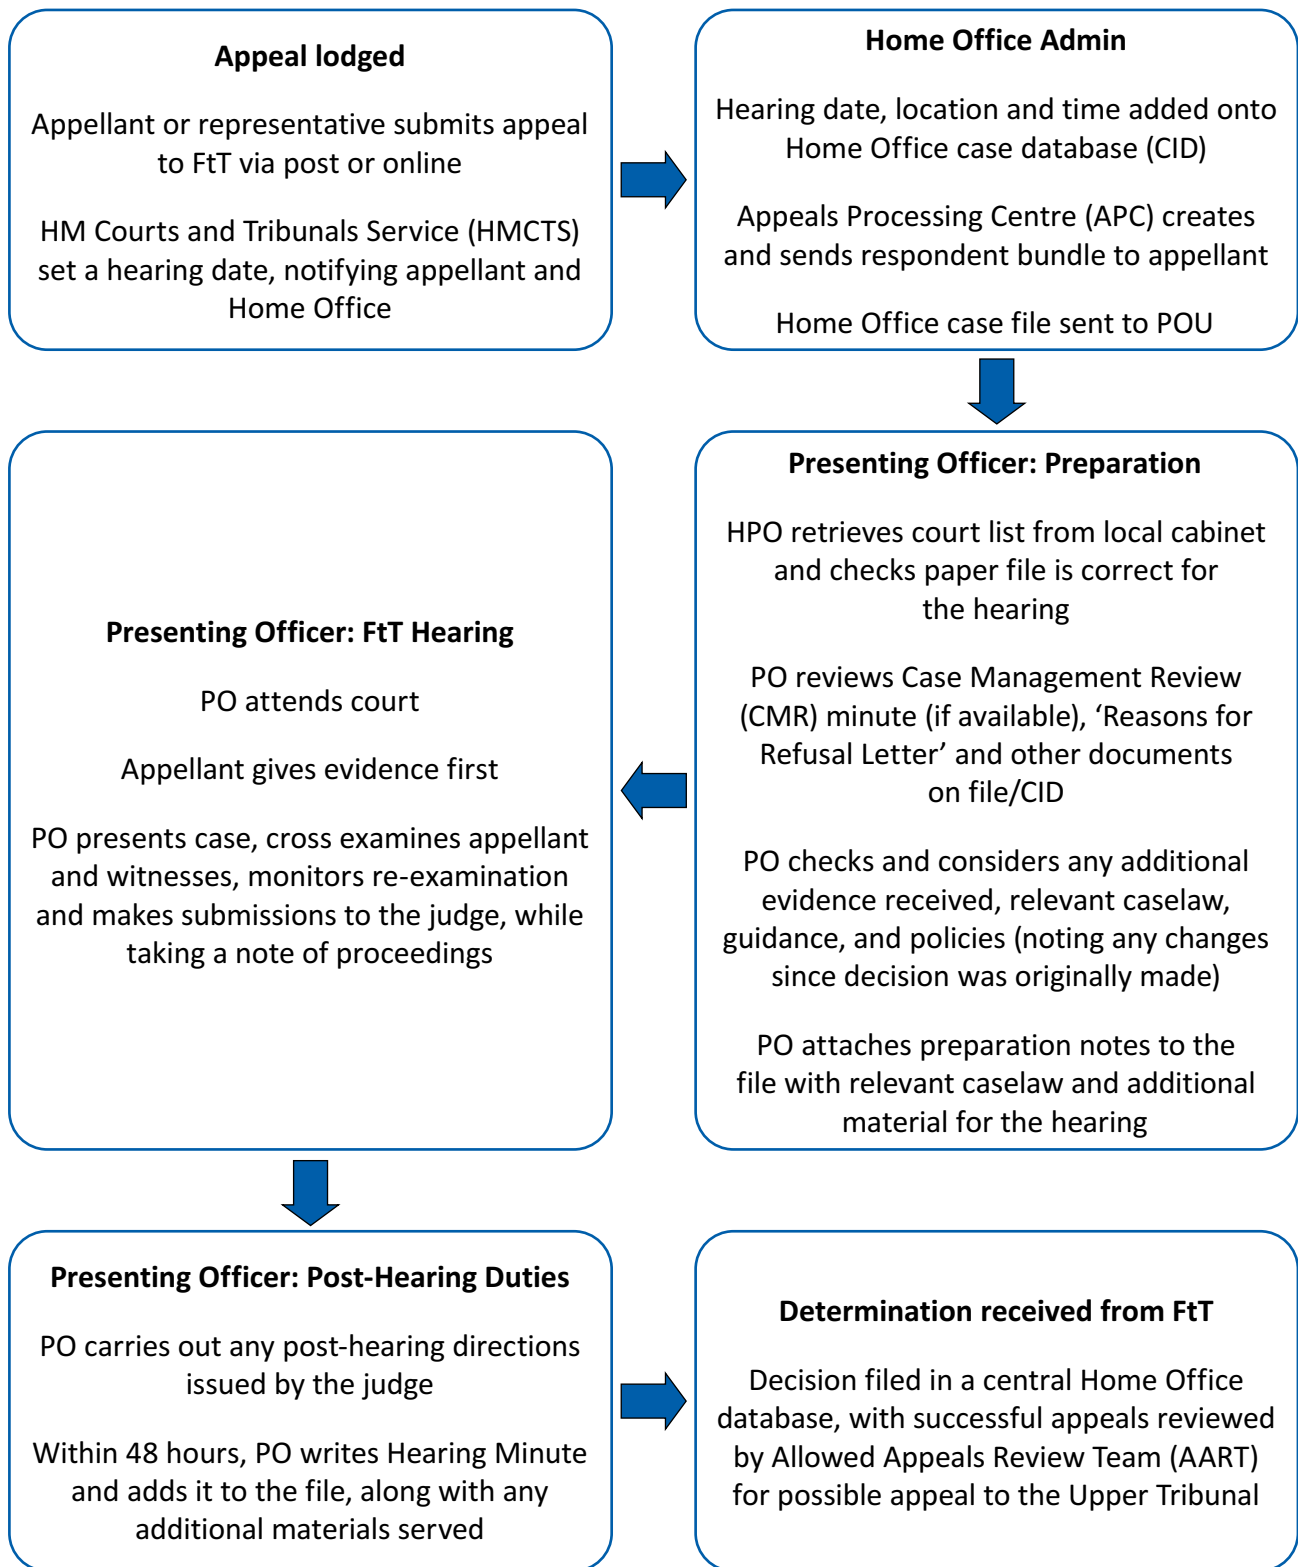 Appeal lodged
Appellant or representative submits appeal
to FtT via post or online
HM Courts and Tribunals Service (HMCTS)
set a hearing date, notifying appellant and
Home Office
Home Office Admin
Hearing date, location and time added onto
Home Office case database (CID)
Appeals Processing Centre (APC) creates
and sends respondent bundle to appellant
Home Office case file sent to POU
Presenting Officer: Preparation
HPO retrieves court list from local cabinet
and checks paper file is correct for
the hearing
PO reviews Case Management Review
(CMR) minute (if available), ‘Reasons for
Refusal Letter’ and other documents
on file/CID
PO checks and considers any additional
evidence received, relevant caselaw,
guidance, and policies (noting any changes
since decision was originally made)
PO attaches preparation notes to the
file with relevant caselaw and additional
material for the hearing
Presenting Officer: FtT Hearing
PO attends court
Appellant gives evidence first
PO presents case, cross examines appellant
and witnesses, monitors re-examination
and makes submissions to the judge, while
taking a note of proceedings
Presenting Officer: Post-Hearing Duties
PO carries out any post-hearing directions
issued by the judge
Within 48 hours, PO writes Hearing Minute
and adds it to the file, along with any
additional materials served
Determination received from FtT
Decision filed in a central Home Office
database, with successful appeals reviewed
by Allowed Appeals Review Team (AART)
for possible appeal to the Upper Tribunal